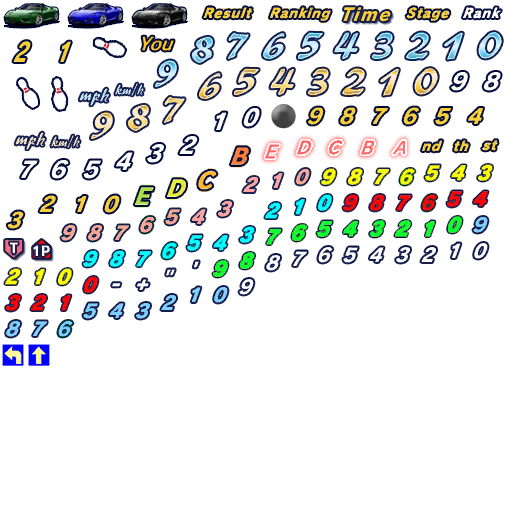 Result Ranking Time Stage Rank
2 1 You 8 7 6 5 4 3 2 1 0
9 6 5 4 3 2 1 0 9 8
mph km/h
9 8 7 1 0 9 8 7 6 5 4
mph km/h 7 6 5 4 3 2 B E D C B A nd th st
3 2 1 0 E D C 2 1 0 9 8 7 6 5 4 3
9 8 7 6 5 4 3 2 1 0 9 8 7 6 5 4
T 1P 9 8 7 6 5 4 3 7 6 5 4 3 2 1 0 9
2 1 0 0 - + " ' 9 8 8 7 6 5 4 3 2 1 0
3 2 1 5 4 3 2 1 0 9
8 7 6